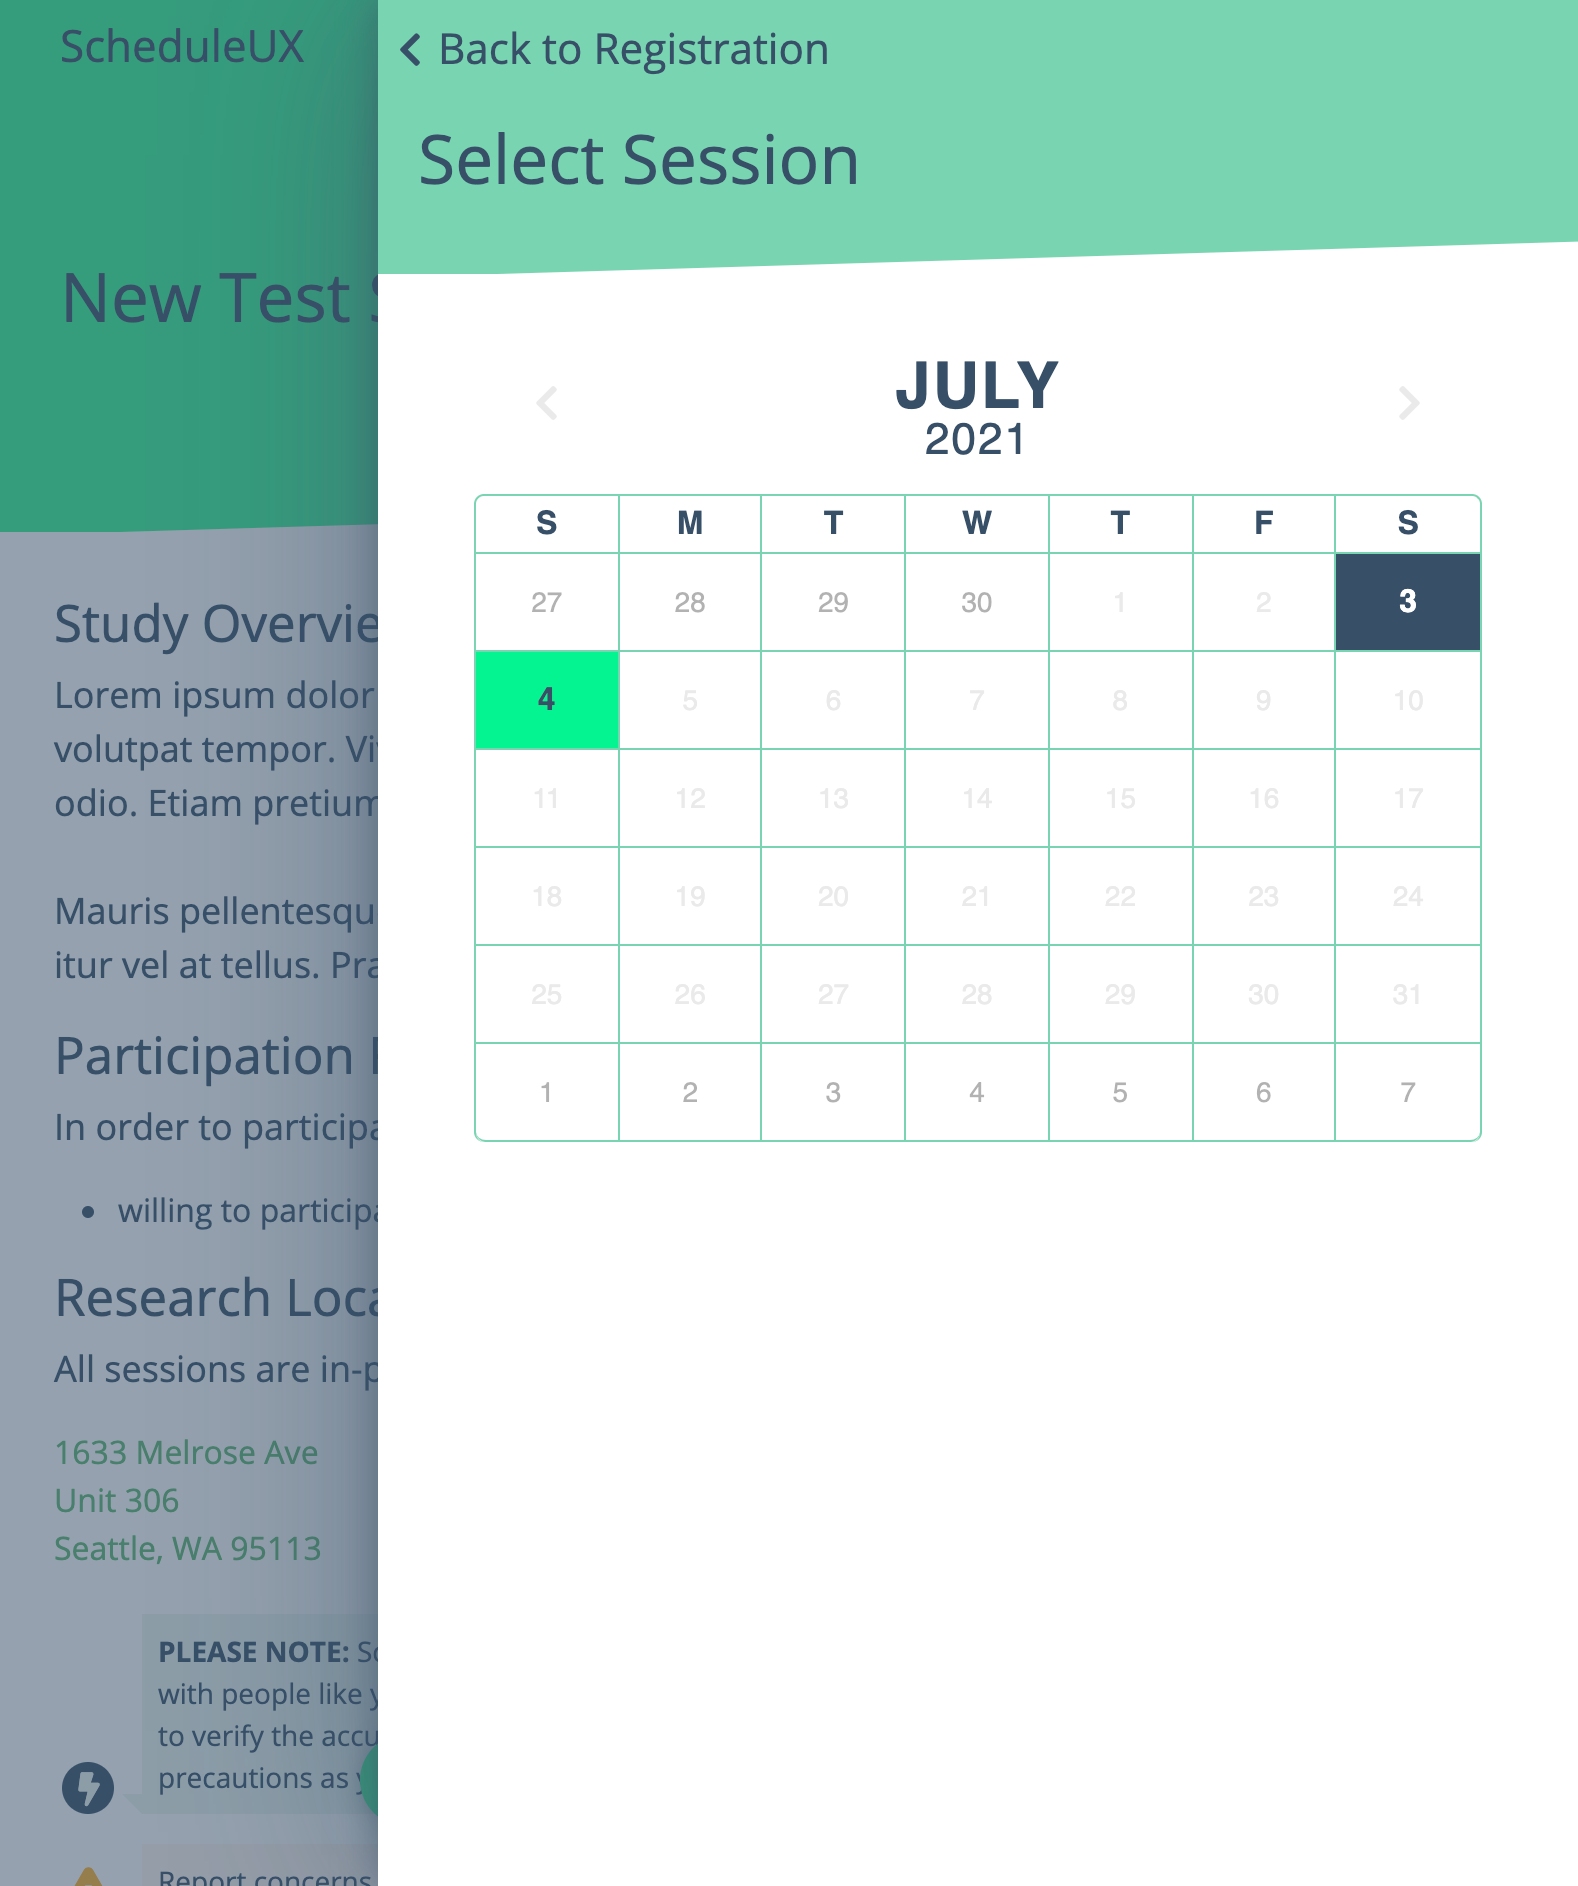 ScheduleUX
New Test
Study Overvie
Lorem ipsum dolor
volutpat tempor. Vi
odio. Etiam pretium
Mauris pellentesqu
itur vel at tellus. Pra
Participation
In order to participa
• willing to participa
Research Loca
All sessions are in-p
1633 Melrose Ave
Unit 306
Seattle, WA 95113
PLEASE NOTE: Sc
with people like y
to verify the accu
precautions as y
Report concerns
Back to Registration
Select Session
JULY
2021
S M T W T F S
27 28 29 30 1 2 3
4 5 6 7 8 9 10
11 12 13 14 15 16 17
18 19 20 21 22 23 24
25 26 27 28 29 30 31
1 2 3 4 5 6 7